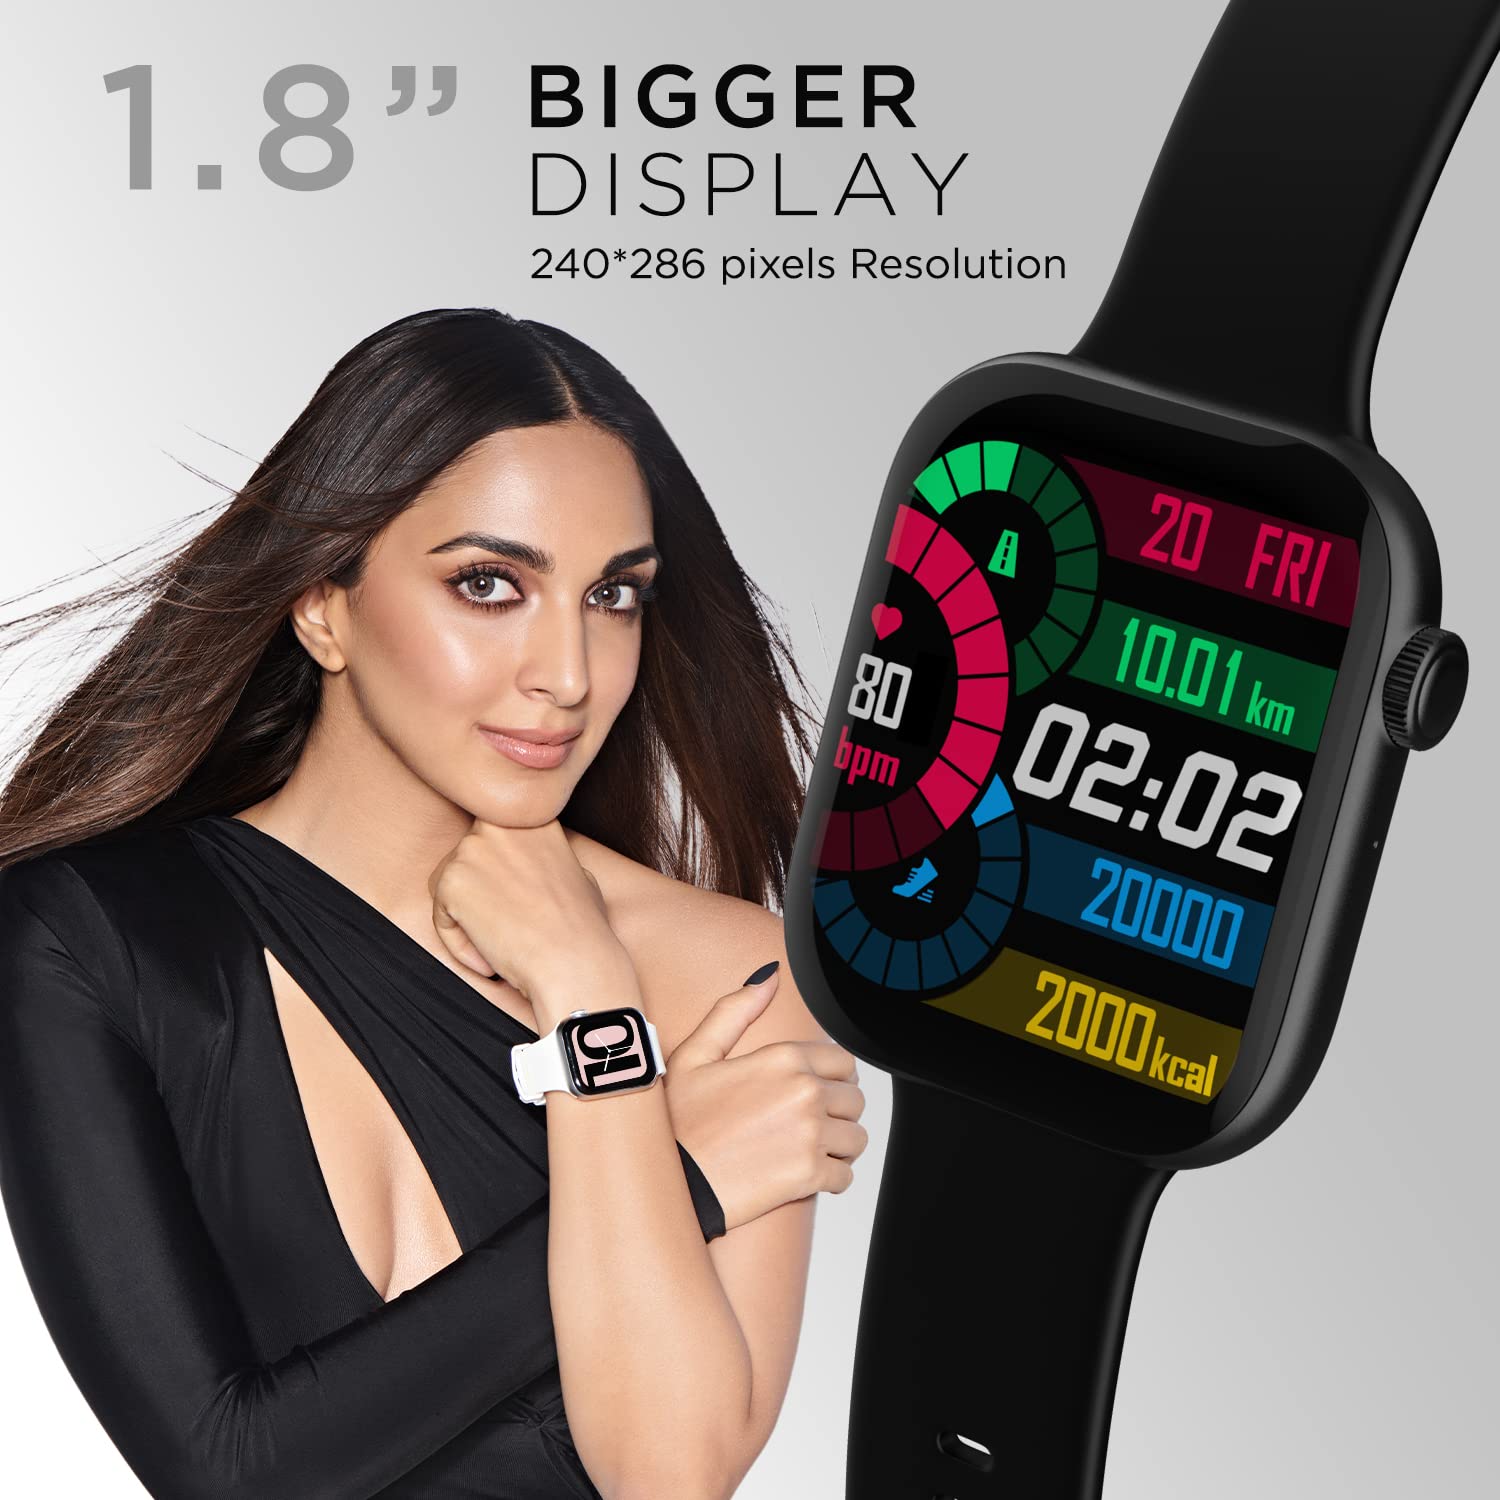 1.8”
BIGGER
DISPLAY
240*286 pixels Resolution
20 FRI
10.01 km
80
bpm
02:02
20000
2000kcal
10